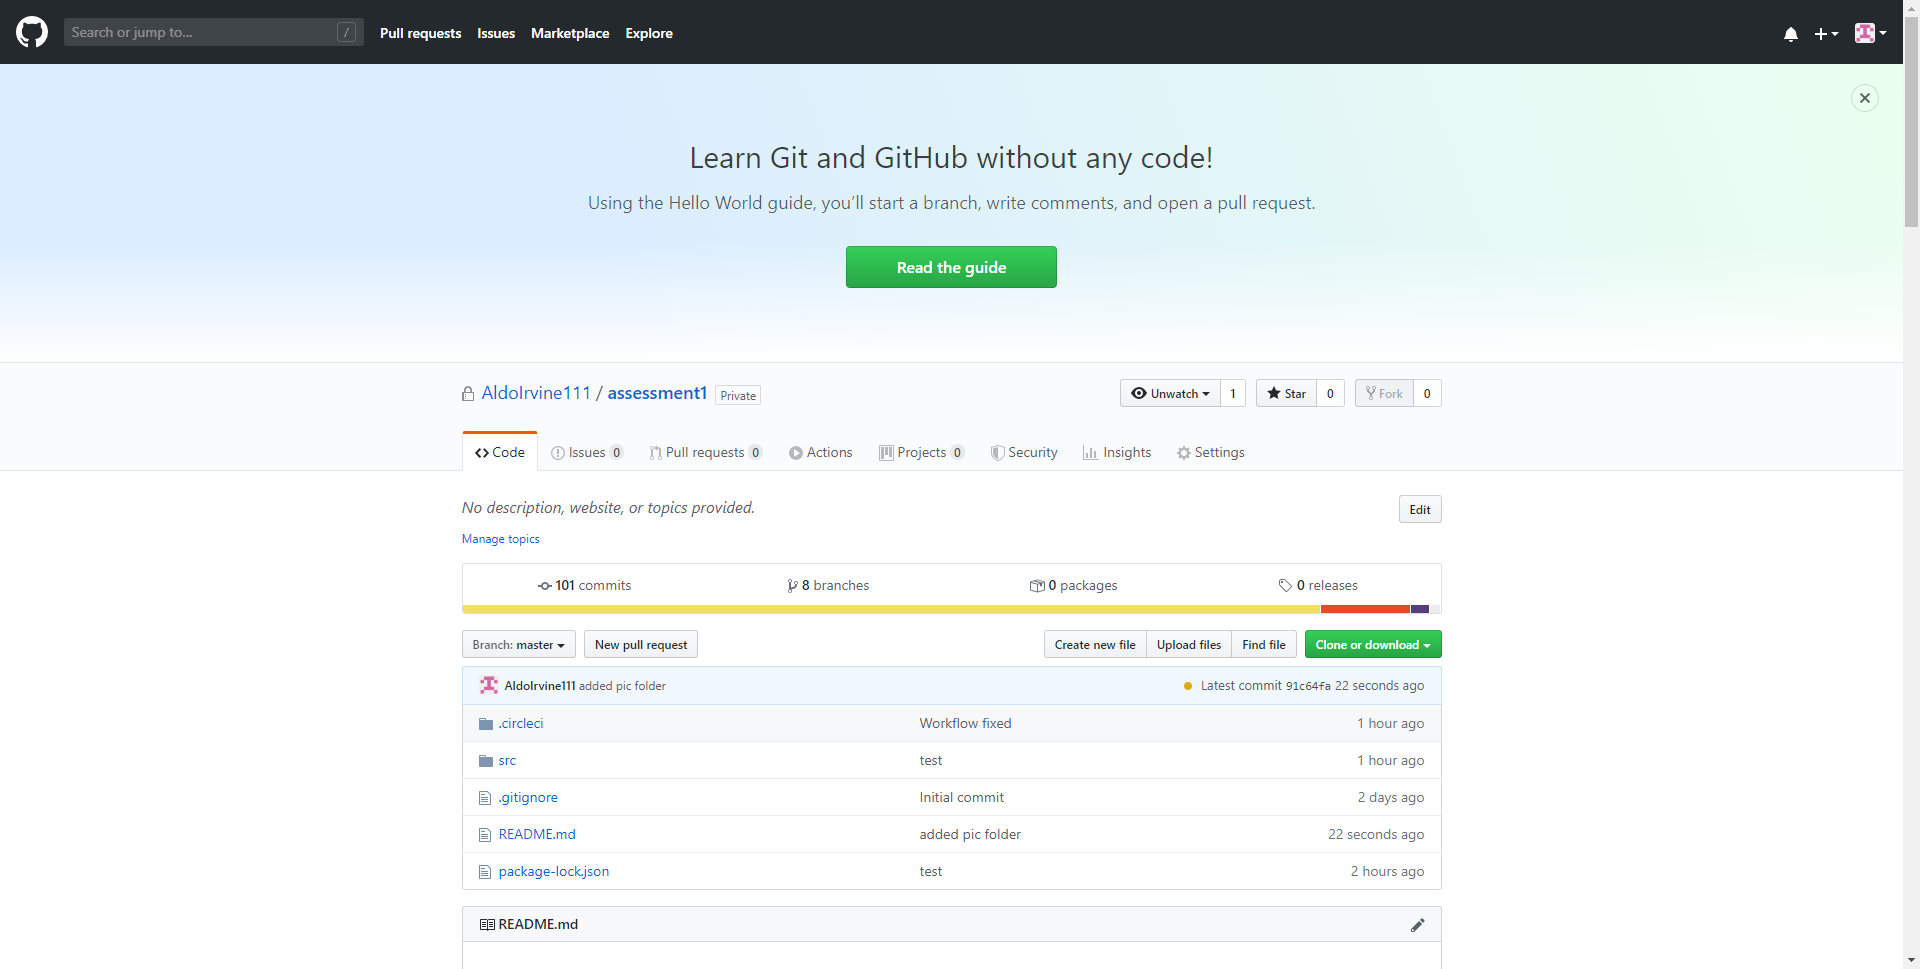 Search or jump to... /
Pull requests Issues Marketplace Explore
Learn Git and GitHub without any code!
Using the Hello World guide, you’ll start a branch, write comments, and open a pull request.
Read the guide
AldoIrvine111 / assessment1 Private
Unwatch 1 Star 0 Fork 0
Code Issues 0 Pull requests 0 Actions Projects 0 Security Insights Settings
No description, website, or topics provided. Edit
Manage topics
101 commits 8 branches 0 packages 0 releases
Branch: master New pull request Create new file Upload files Find file Clone or download
AldoIrvine111 added pic folder Latest commit 91c64fa 22 seconds ago
.circleci Workflow fixed 1 hour ago
src test 1 hour ago
.gitignore Initial commit 2 days ago
README.md added pic folder 22 seconds ago
package-lock.json test 2 hours ago
README.md